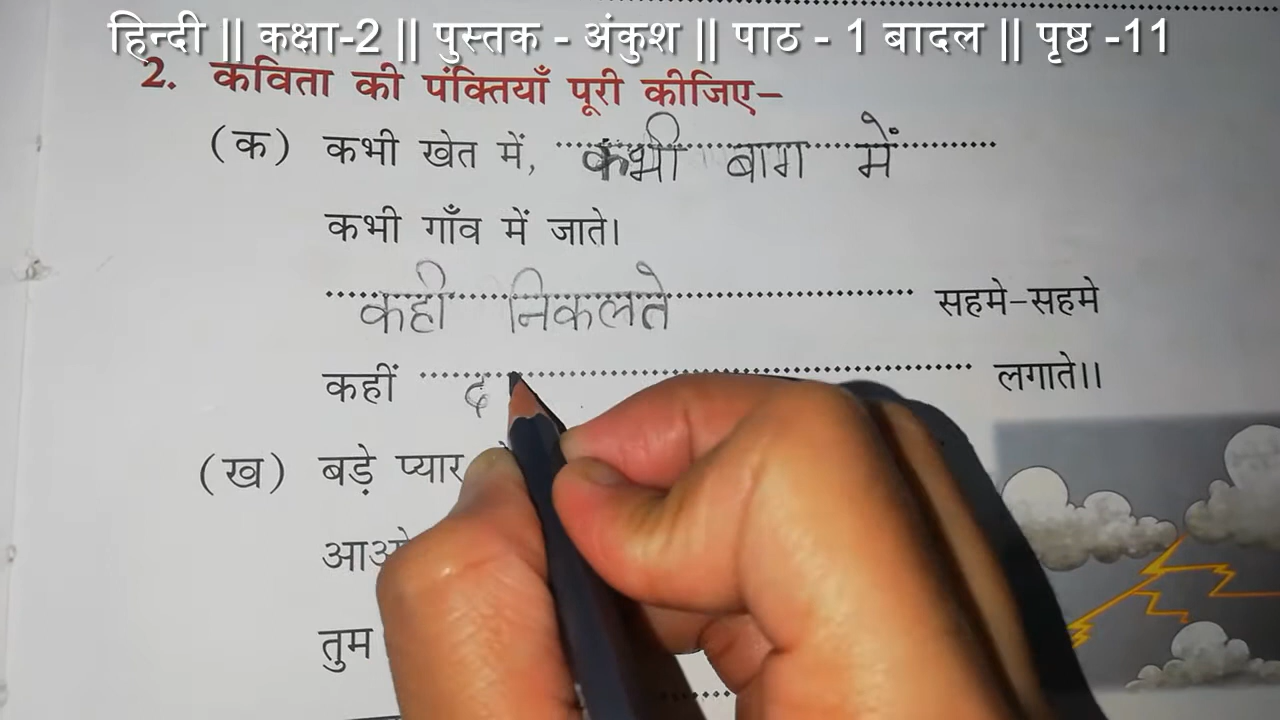 हिन्दी || कक्षा-2 || पुस्तक - अंकुश || पाठ - 1 बादल || पृष्ठ -11
2. कविता की पंक्तियाँ पूरी कीजिए–
(क) कभी खेत में, कभी बाग में
कभी गाँव में जाते।
कही निकलते सहमे-सहमे
कहीं द लगाते।।
(ख) बड़े प्यार
तुम